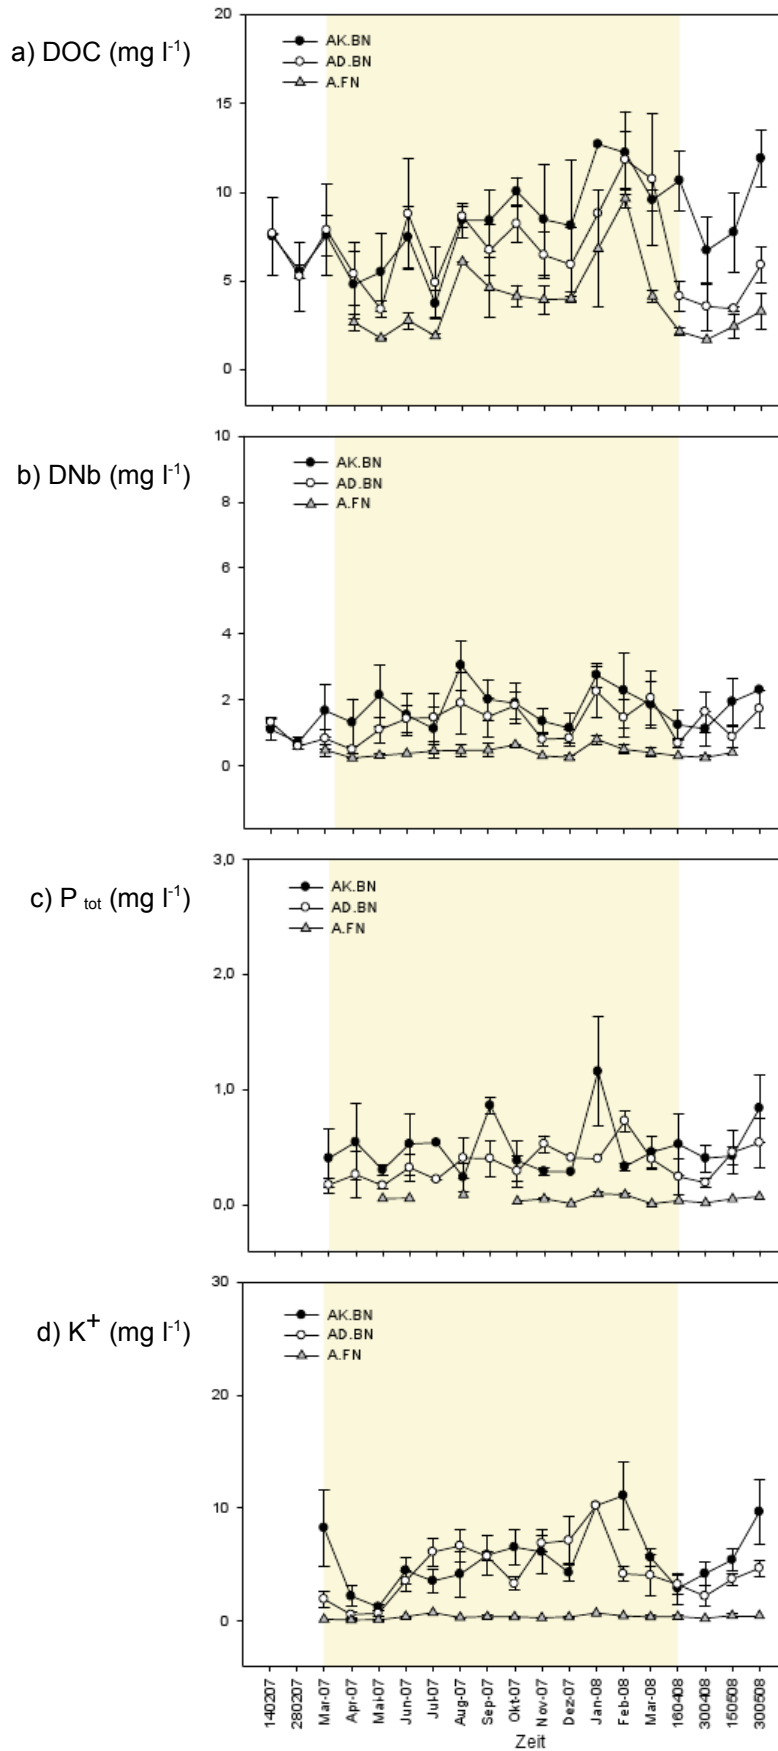 a) DOC (mg l⁻¹)
20
15
10
5
0
AK.BN
AD.BN
A.FN
b) DNb (mg l⁻¹)
10
8
6
4
2
0
AK.BN
AD.BN
A.FN
c) P tot (mg l⁻¹)
3,0
2,0
1,0
0,0
AK.BN
AD.BN
A.FN
d) K⁺ (mg l⁻¹)
30
20
10
0
AK.BN
AD.BN
A.FN
140207
280207
Mar-07
Apr-07
Mai-07
Jun-07
Jul-07
Aug-07
Sep-07
Okt-07
Nov-07
Dez-07
Jan-08
Feb-08
Mar-08
160408
300408
150508
300508
Zeit